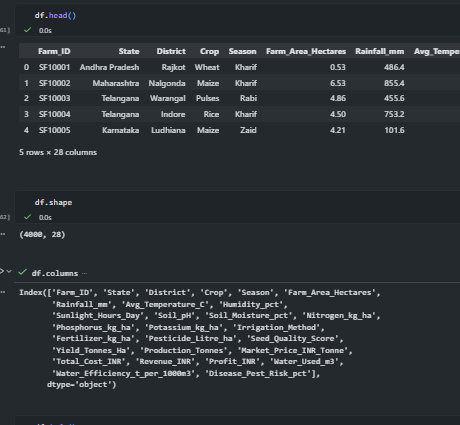 df.head()
0.0s
Farm_ID State District Crop Season Farm_Area_Hectares Rainfall_mm Avg_Tempe
0 SF10001 Andhra Pradesh Rajkot Wheat Kharif 0.53 486.4
1 SF10002 Maharashtra Nalgonda Maize Kharif 6.53 855.4
2 SF10003 Telangana Warangal Pulses Rabi 4.86 455.6
3 SF10004 Telangana Indore Rice Kharif 4.50 753.2
4 SF10005 Karnataka Ludhiana Maize Zaid 4.21 101.6
5 rows × 28 columns
df.shape
0.0s
(4000, 28)
df.columns
Index(['Farm_ID', 'State', 'District', 'Crop', 'Season', 'Farm_Area_Hectares',
'Rainfall_mm', 'Avg_Temperature_C', 'Humidity_pct',
'Sunlight_Hours_Day', 'Soil_pH', 'Soil_Moisture_pct', 'Nitrogen_kg_ha',
'Phosphorus_kg_ha', 'Potassium_kg_ha', 'Irrigation_Method',
'Fertilizer_kg_ha', 'Pesticide_Litre_ha', 'Seed_Quality_Score',
'Yield_Tonnes_Ha', 'Production_Tonnes', 'Market_Price_INR_Tonne',
'Total_Cost_INR', 'Revenue_INR', 'Profit_INR', 'Water_Used_m3',
'Water_Efficiency_t_per_1000m3', 'Disease_Pest_Risk_pct'],
dtype='object')